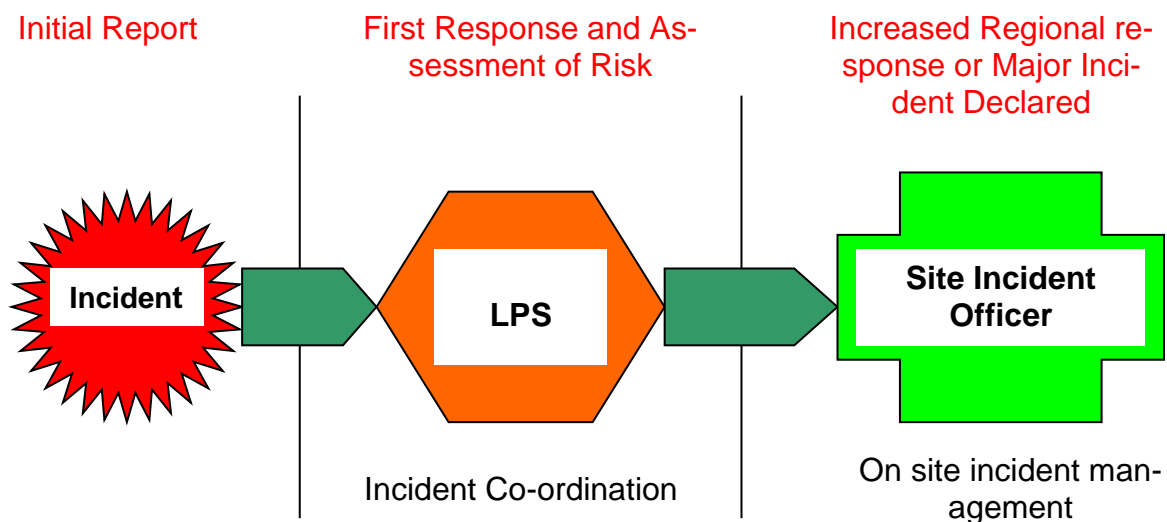 Initial Report
First Response and As-
sessment of Risk
Increased Regional re-
sponse or Major Inci-
dent Declared
Incident
LPS
Site Incident
Officer
Incident Co-ordination
On site incident man-
agement